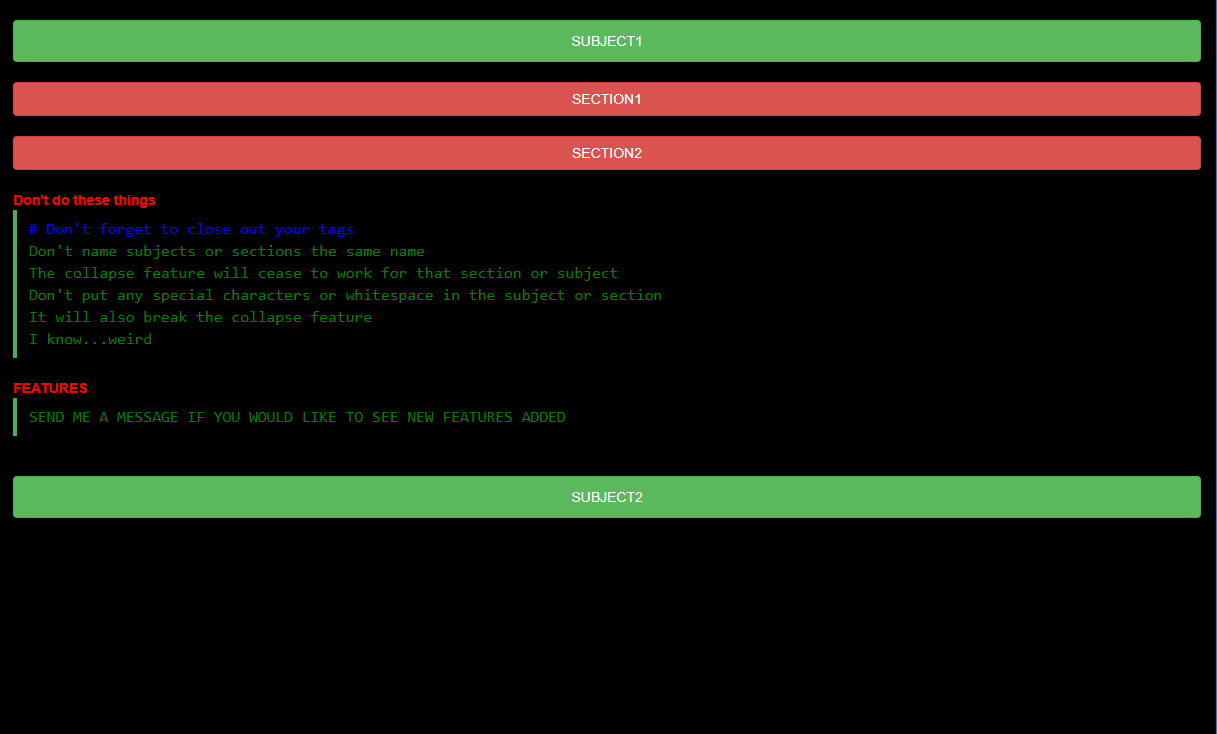 SUBJECT1
SECTION1
SECTION2
Don't do these things
# Don't forget to close out your tags
Don't name subjects or sections the same name
The collapse feature will cease to work for that section or subject
Don't put any special characters or whitespace in the subject or section
It will also break the collapse feature
I know...weird
FEATURES
SEND ME A MESSAGE IF YOU WOULD LIKE TO SEE NEW FEATURES ADDED
SUBJECT2